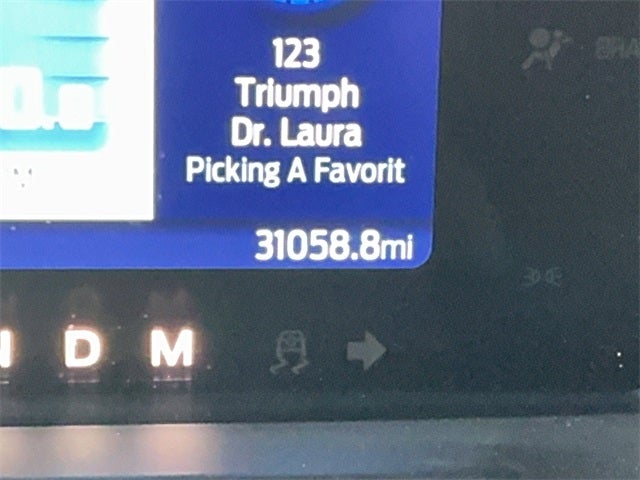 123
Triumph
Dr. Laura
Picking A Favorit
31058.8mi
D M